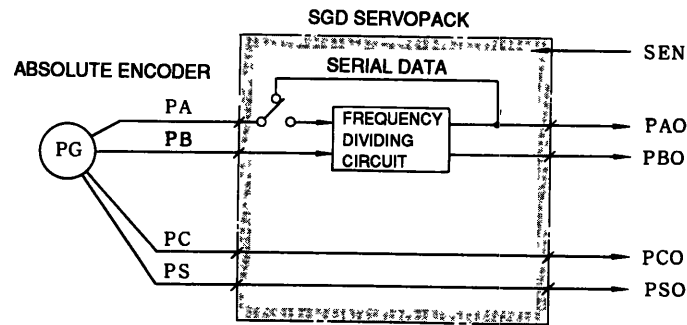 SGD SERVOPACK
SEN
ABSOLUTE ENCODER
SERIAL DATA
PA
FREQUENCY
DIVIDING
CIRCUIT
PAO
PG
PB
PBO
PC
PCO
PS
PSO